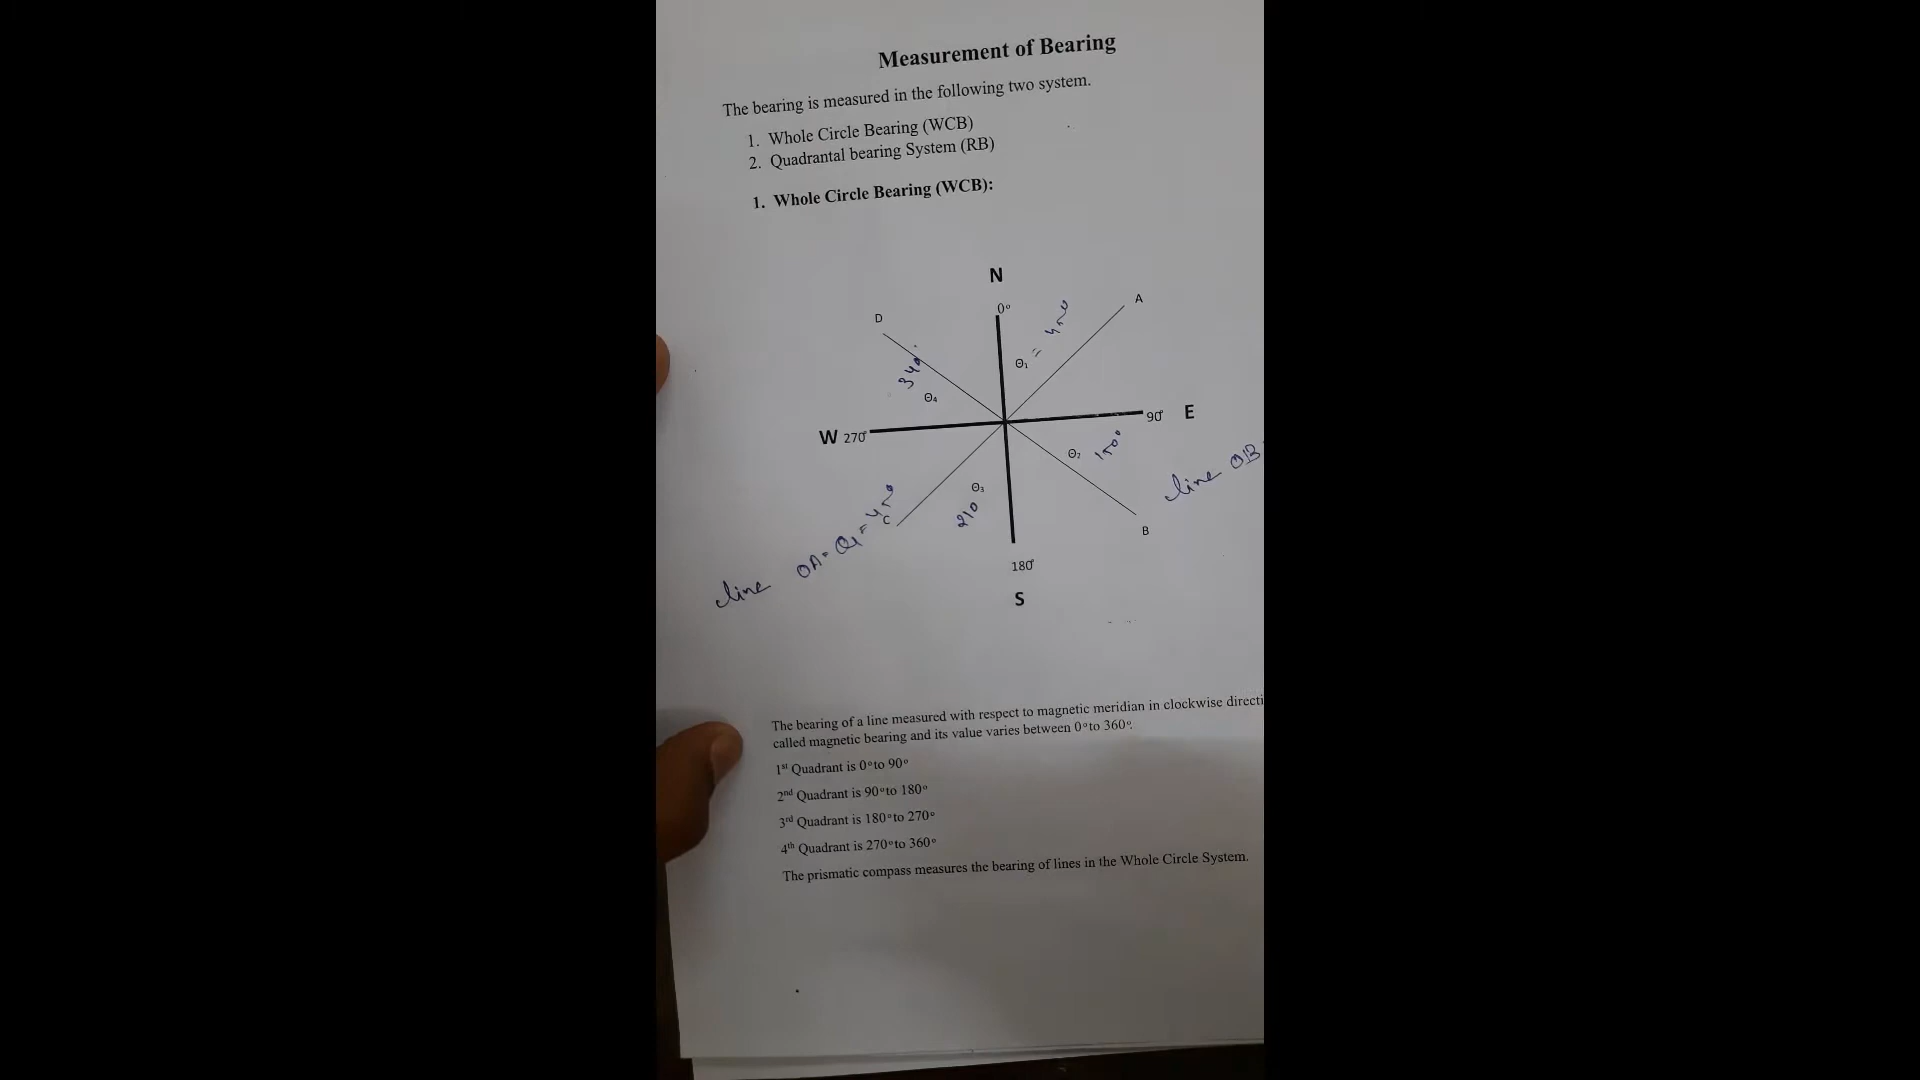 Measurement of Bearing
The bearing is measured in the following two system.
1. Whole Circle Bearing (WCB)
2. Quadrantal bearing System (RB)
1. Whole Circle Bearing (WCB):
N
0° A
D
θ₁ = 45°
340°
θ₄
W 270° 90° E
θ₂ 150°
line OB
θ₃
210
C
line OA = θ₁ = 45°
B
180°
S
The bearing of a line measured with respect to magnetic meridian in clockwise directi
called magnetic bearing and its value varies between 0° to 360°.
1st Quadrant is 0° to 90°
2nd Quadrant is 90° to 180°
3rd Quadrant is 180° to 270°
4th Quadrant is 270° to 360°
The prismatic compass measures the bearing of lines in the Whole Circle System.